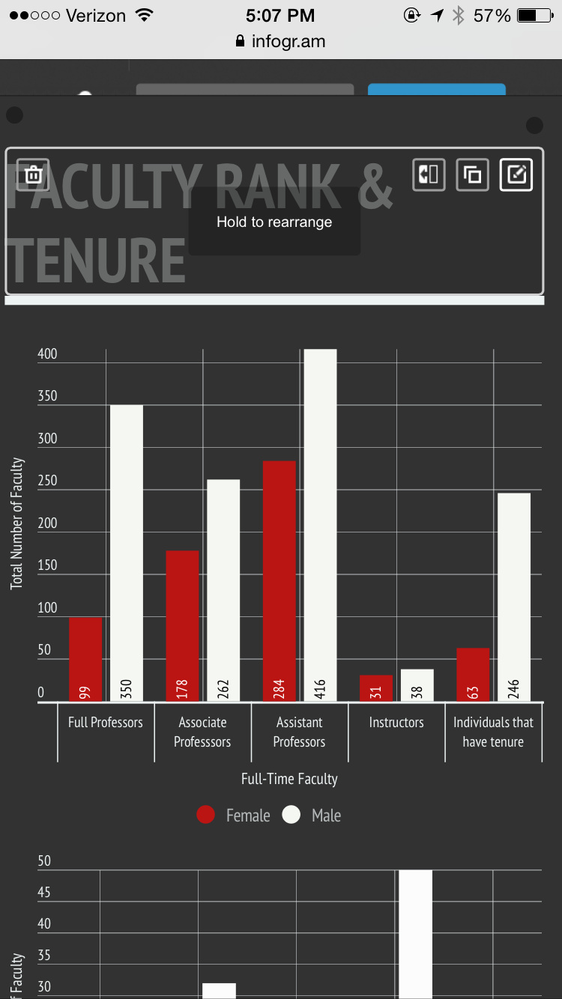 Verizon 5:07 PM 57%
infogr.am
FACULTY RANK &
TENURE
Hold to rearrange
400
350
300
250
200
150
100
50
0
Total Number of Faculty
99 350 178 262 284 416 31 38 63 246
Full Professors Associate Assistant Instructors Individuals that
Professsors Professors have tenure
Full-Time Faculty
Female Male
50
45
40
35
30
f Faculty